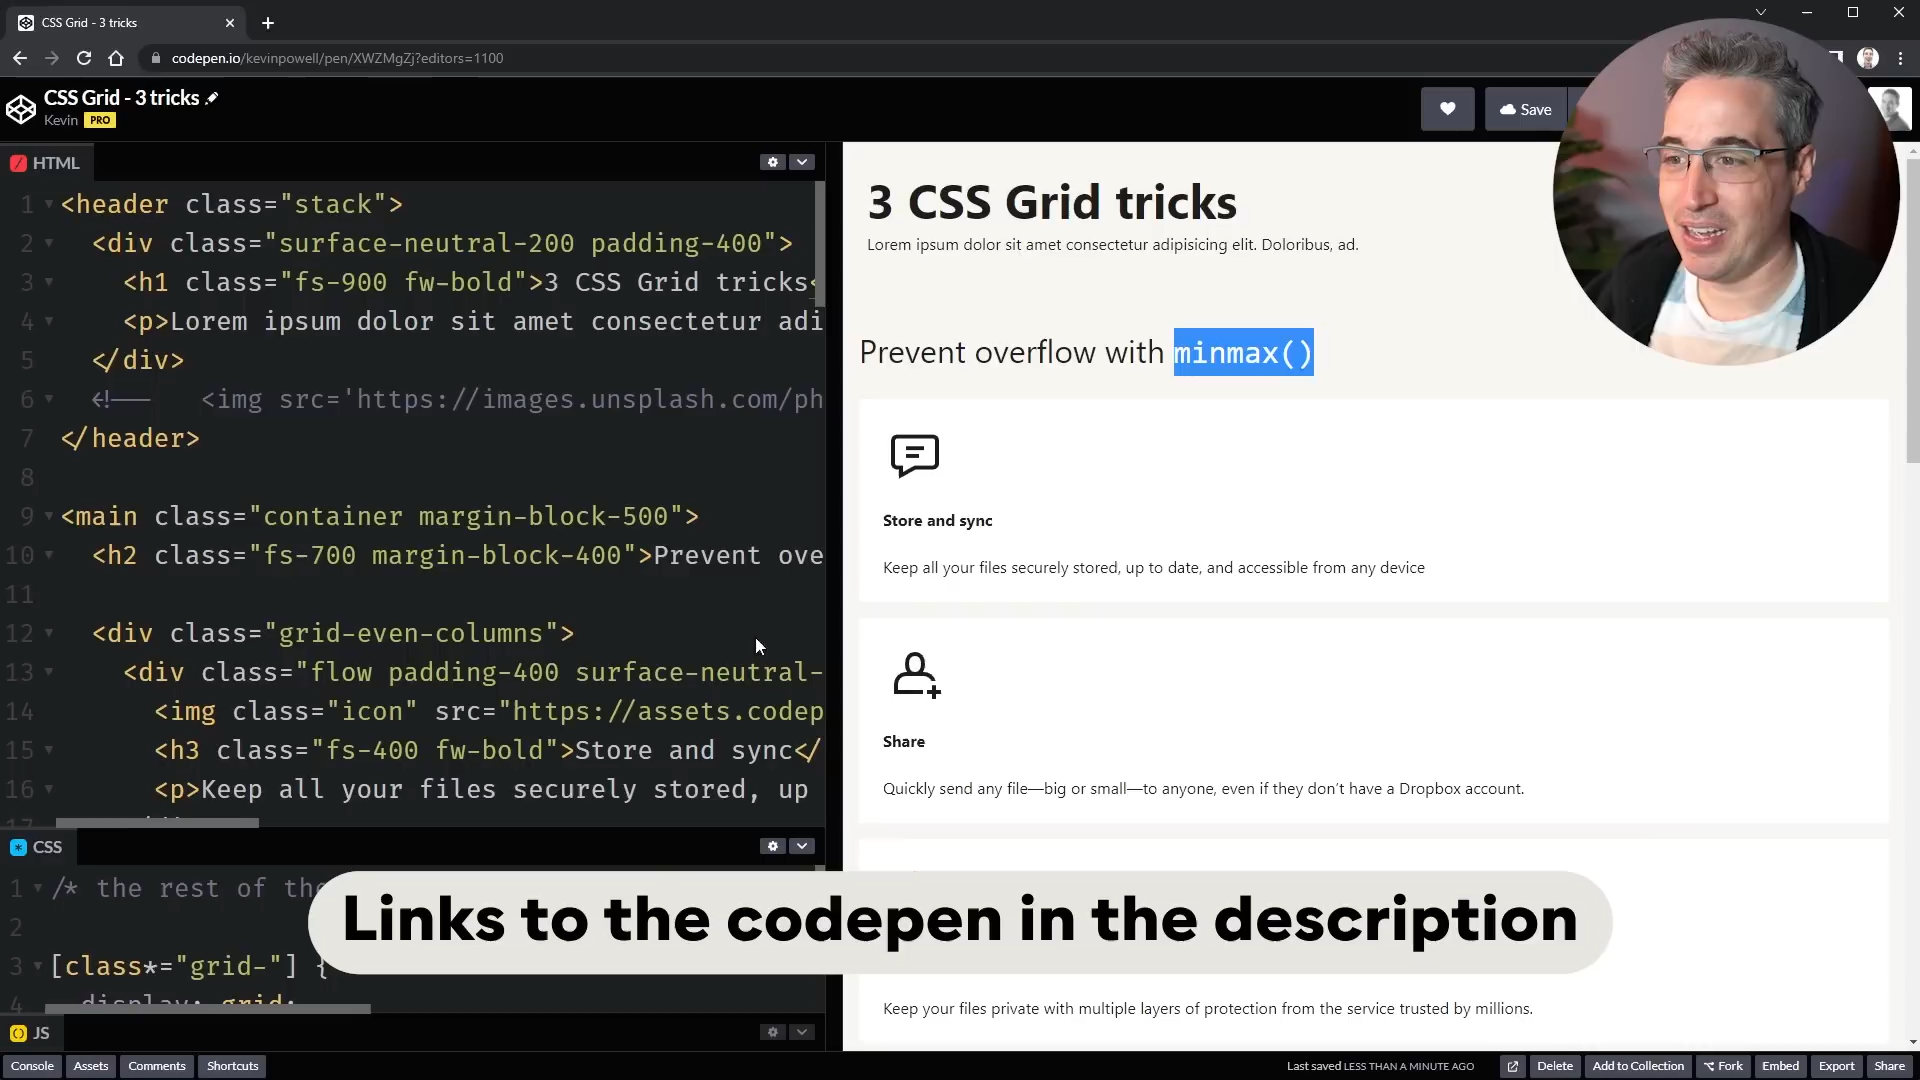 CSS Grid - 3 tricks
codepen.io/kevinpowell/pen/XWZMgZj?editors=1100
CSS Grid - 3 tricks
Kevin PRO
Save
HTML
1 <header class="stack">
2 <div class="surface-neutral-200 padding-400">
3 <h1 class="fs-900 fw-bold">3 CSS Grid tricks<
4 <p>Lorem ipsum dolor sit amet consectetur adi
5 </div>
6 <!-- <img src='https://images.unsplash.com/ph
7 </header>
8
9 <main class="container margin-block-500">
10 <h2 class="fs-700 margin-block-400">Prevent ove
11
12 <div class="grid-even-columns">
13 <div class="flow padding-400 surface-neutral-
14 <img class="icon" src="https://assets.codep
15 <h3 class="fs-400 fw-bold">Store and sync</
16 <p>Keep all your files securely stored, up
CSS
1 /* the rest of the
2
3 [class*="grid-"] {
4 display: grid;
JS
3 CSS Grid tricks
Lorem ipsum dolor sit amet consectetur adipisicing elit. Doloribus, ad.
Prevent overflow with minmax()
Store and sync
Keep all your files securely stored, up to date, and accessible from any device
Share
Quickly send any file—big or small—to anyone, even if they don’t have a Dropbox account.
Links to the codepen in the description
Keep your files private with multiple layers of protection from the service trusted by millions.
Console Assets Comments Shortcuts
Last saved LESS THAN A MINUTE AGO
Delete Add to Collection Fork Embed Export Share